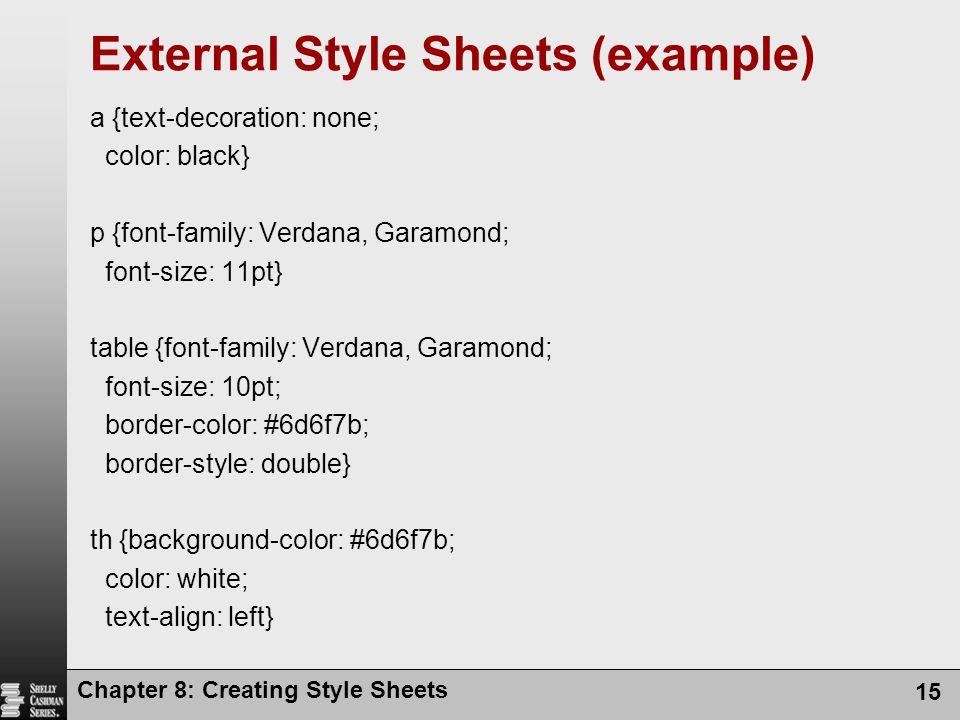 External Style Sheets (example)
a {text-decoration: none;
color: black}
p {font-family: Verdana, Garamond;
font-size: 11pt}
table {font-family: Verdana, Garamond;
font-size: 10pt;
border-color: #6d6f7b;
border-style: double}
th {background-color: #6d6f7b;
color: white;
text-align: left}
SHELLY
CASHMAN
SERIES.
Chapter 8: Creating Style Sheets
15